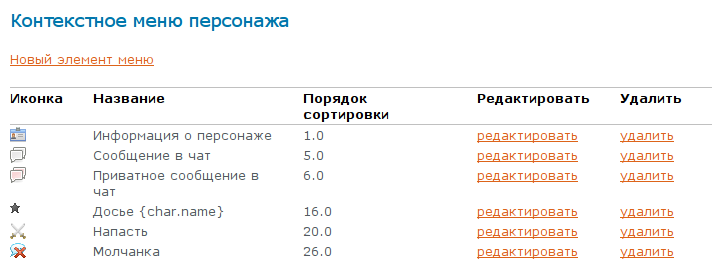 Контекстное меню персонажа
Новый элемент меню
Иконка Название Порядок сортировки Редактировать Удалить
Информация о персонаже 1.0 редактировать удалить
Сообщение в чат 5.0 редактировать удалить
Приватное сообщение в чат 6.0 редактировать удалить
Досье {char.name} 16.0 редактировать удалить
Напасть 20.0 редактировать удалить
Молчанка 26.0 редактировать удалить